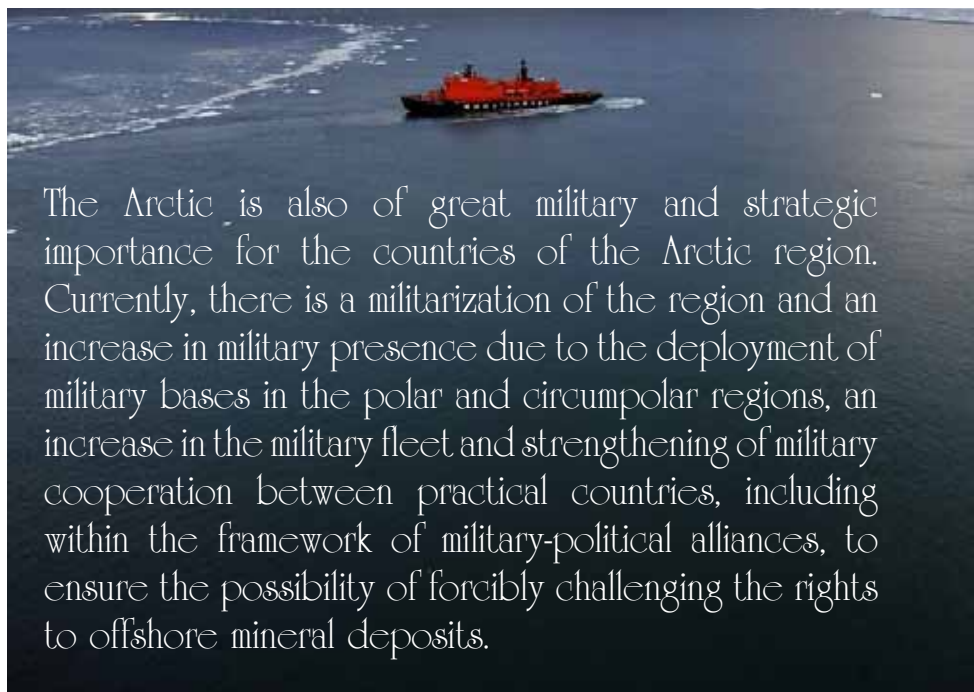 The Arctic is also of great military and strategic
importance for the countries of the Arctic region.
Currently, there is a militarization of the region and an
increase in military presence due to the deployment of
military bases in the polar and circumpolar regions, an
increase in the military fleet and strengthening of military
cooperation between practical countries, including
within the framework of military-political alliances, to
ensure the possibility of forcibly challenging the rights
to offshore mineral deposits.